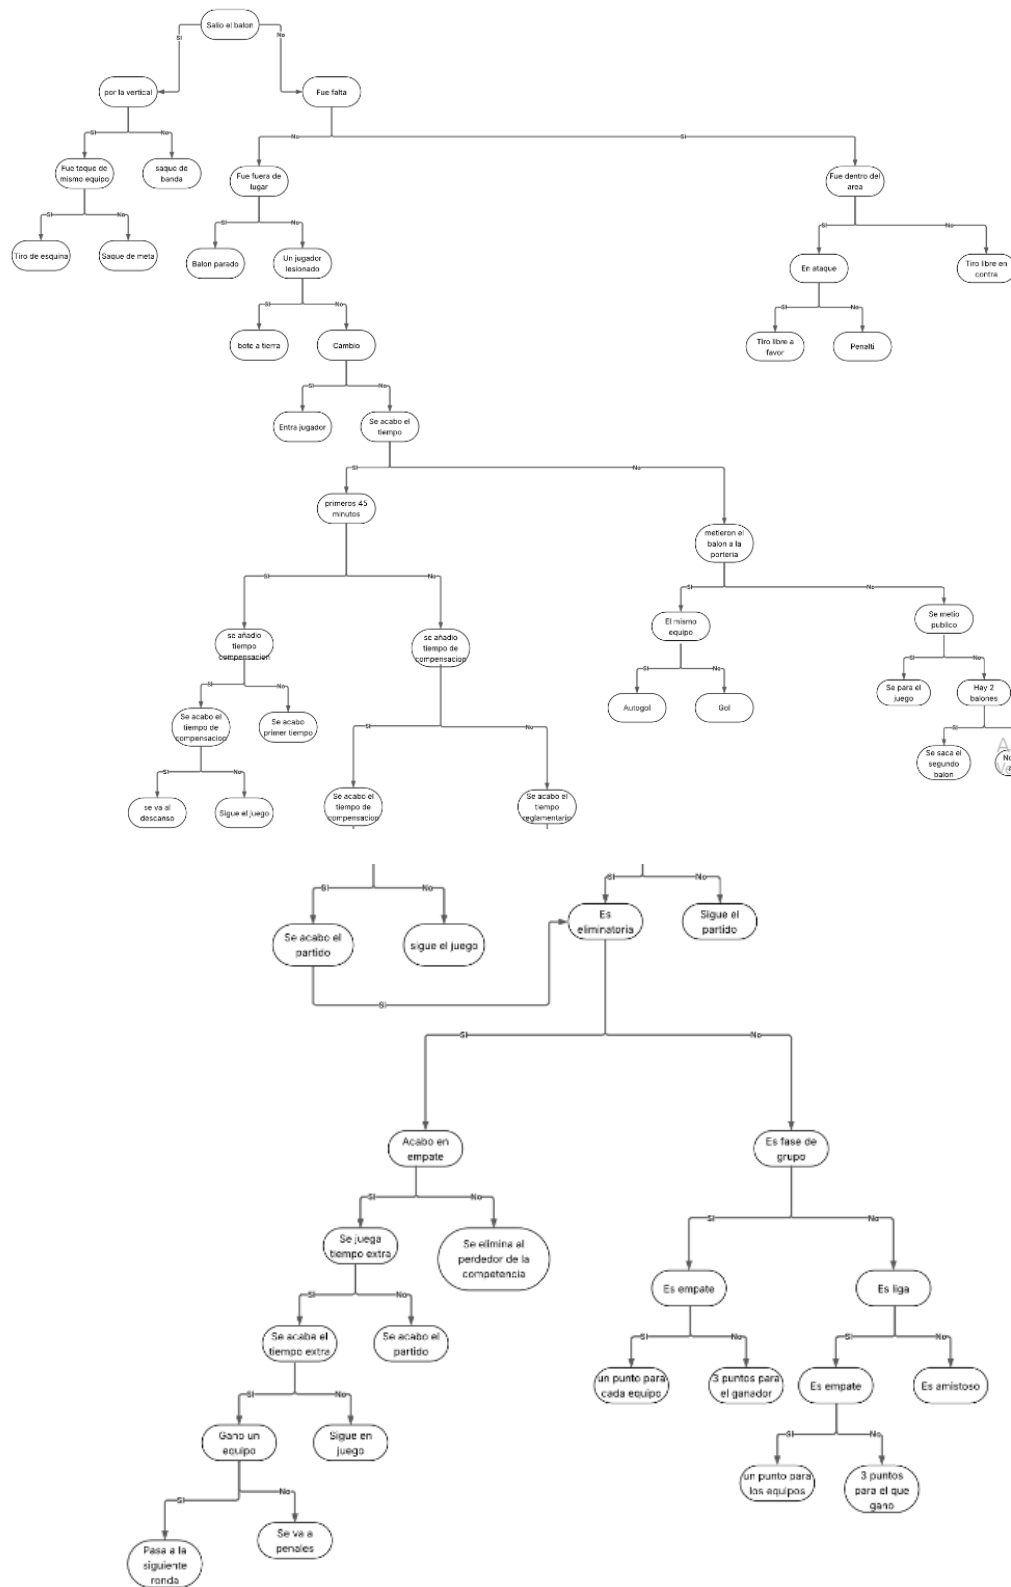 Salio el balon
Si
No
por la vertical
Fue falta
Si
No
No
Si
Fue toque de
mismo equipo
saque de
banda
Fue fuera de
lugar
Fue dentro del
area
Si
No
Si
No
Si
No
Tiro de esquina
Saque de meta
Balon parado
Un jugador
lesionado
En ataque
Tiro libre en
contra
Si
No
Si
No
bote a tierra
Cambio
Tiro libre a
favor
Penalti
Si
No
Entra jugador
Se acabo el
tiempo
Si
No
primeros 45
minutos
metieron el
balon a la
porteria
Si
No
Si
No
se añadio
tiempo
compensacion
se añadio
tiempo de
compensacion
El mismo
equipo
Se metio
publico
Si
No
Si
No
Si
No
Se acabo el
tiempo de
compensacion
Se acabo
primer tiempo
Autogol
Gol
Se para el
juego
Hay 2
balones
Si
No
Si
No
Si
se va al
descanso
Sigue el juego
Se acabo el
tiempo de
compensacion
Se acabo el
tiempo
reglamentario
Se saca el
segundo
balon
No
Si
No
Si
No
Se acabo el
partido
sigue el juego
Es
eliminatoria
Sigue el
partido
Si
Si
No
Acabo en
empate
Es fase de
grupo
Si
No
Si
No
Se juega
tiempo extra
Se elimina al
perdedor de la
competencia
Es empate
Es liga
Si
No
Si
No
Si
No
Se acaba el
tiempo extra
Se acabo el
partido
un punto para
cada equipo
3 puntos para
el ganador
Es empate
Es amistoso
Si
No
Si
No
Gano un
equipo
Sigue en
juego
un punto para
los equipos
3 puntos
para el que
gano
Si
No
Pasa a la
siguiente
ronda
Se va a
penales